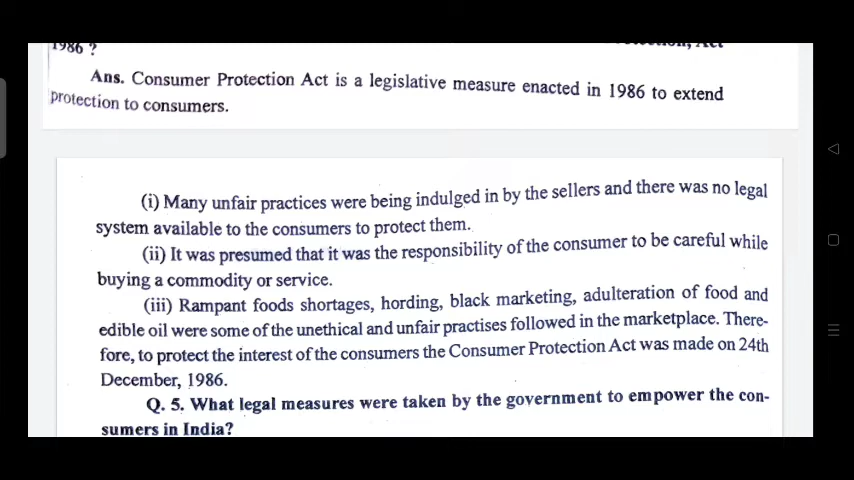 1986 ?
Ans. Consumer Protection Act is a legislative measure enacted in 1986 to extend
protection to consumers.
(i) Many unfair practices were being indulged in by the sellers and there was no legal
system available to the consumers to protect them.
(ii) It was presumed that it was the responsibility of the consumer to be careful while
buying a commodity or service.
(iii) Rampant foods shortages, hording, black marketing, adulteration of food and
edible oil were some of the unethical and unfair practises followed in the marketplace. There-
fore, to protect the interest of the consumers the Consumer Protection Act was made on 24th
December, 1986.
Q. 5. What legal measures were taken by the government to empower the con-
sumers in India?